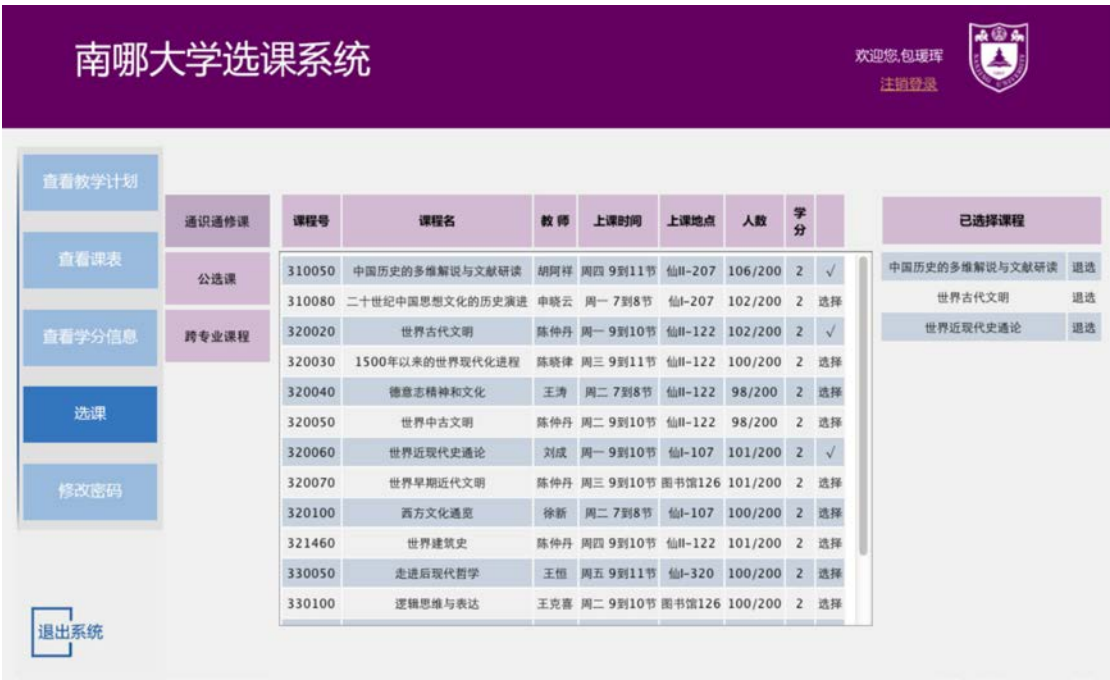 南哪大学选课系统
欢迎您,包瑗珲
注销登录
查看教学计划
查看课表
查看学分信息
选课
修改密码
退出系统
通识通修课
公选课
跨专业课程
课程号 课程名 教 师 上课时间 上课地点 人数 学分
310050 中国历史的多维解说与文献研读 胡阿祥 周四 9到11节 仙II-207 106/200 2 √
310080 二十世纪中国思想文化的历史演进 申晓云 周一 7到8节 仙I-207 102/200 2 选择
320020 世界古代文明 陈仲丹 周一 9到10节 仙II-122 102/200 2 √
320030 1500年以来的世界现代化进程 陈晓律 周三 9到11节 仙II-122 100/200 2 选择
320040 德意志精神和文化 王涛 周二 7到8节 仙II-122 98/200 2 选择
320050 世界中古文明 陈仲丹 周二 9到10节 仙II-122 98/200 2 选择
320060 世界近现代史通论 刘成 周一 9到10节 仙I-107 101/200 2 √
320070 世界早期近代文明 陈仲丹 周三 9到10节 图书馆126 101/200 2 选择
320100 西方文化通览 徐新 周二 7到8节 仙I-107 100/200 2 选择
321460 世界建筑史 陈仲丹 周四 9到10节 仙II-122 101/200 2 选择
330050 走进后现代哲学 王恒 周五 9到11节 仙I-320 100/200 2 选择
330100 逻辑思维与表达 王克喜 周二 9到10节 图书馆126 100/200 2 选择
已选择课程
中国历史的多维解说与文献研读 退选
世界古代文明 退选
世界近现代史通论 退选